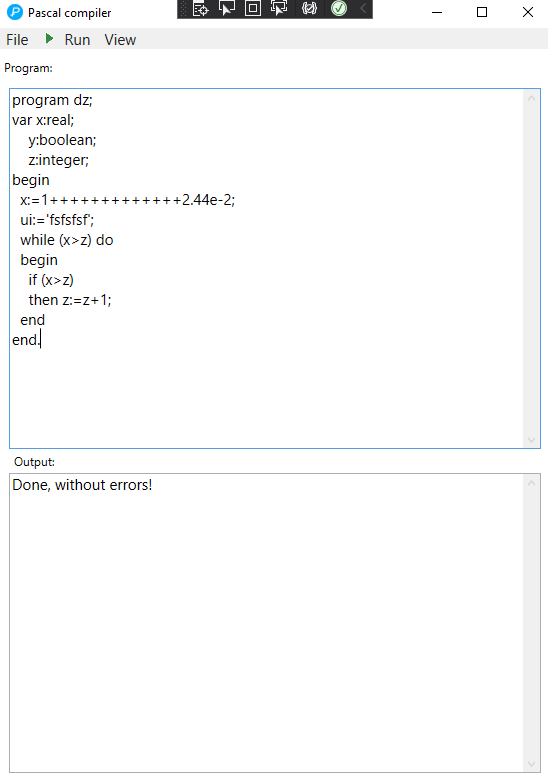 Pascal compiler
File Run View
Program:
program dz;
var x:real;
y:boolean;
z:integer;
begin
x:=1+++++++++++++2.44e-2;
ui:='fsfsfsf';
while (x>z) do
begin
if (x>z)
then z:=z+1;
end
end.
Output:
Done, without errors!